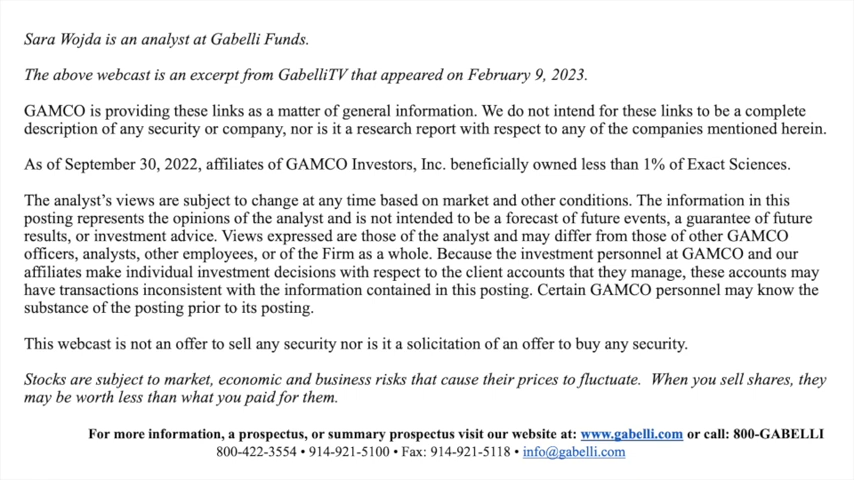 Sara Wojda is an analyst at Gabelli Funds.
The above webcast is an excerpt from GabelliTV that appeared on February 9, 2023.
GAMCO is providing these links as a matter of general information. We do not intend for these links to be a complete
description of any security or company, nor is it a research report with respect to any of the companies mentioned herein.
As of September 30, 2022, affiliates of GAMCO Investors, Inc. beneficially owned less than 1% of Exact Sciences.
The analyst’s views are subject to change at any time based on market and other conditions. The information in this
posting represents the opinions of the analyst and is not intended to be a forecast of future events, a guarantee of future
results, or investment advice. Views expressed are those of the analyst and may differ from those of other GAMCO
officers, analysts, other employees, or of the Firm as a whole. Because the investment personnel at GAMCO and our
affiliates make individual investment decisions with respect to the client accounts that they manage, these accounts may
have transactions inconsistent with the information contained in this posting. Certain GAMCO personnel may know the
substance of the posting prior to its posting.
This webcast is not an offer to sell any security nor is it a solicitation of an offer to buy any security.
Stocks are subject to market, economic and business risks that cause their prices to fluctuate.  When you sell shares, they
may be worth less than what you paid for them.
For more information, a prospectus, or summary prospectus visit our website at: www.gabelli.com or call: 800-GABELLI
800-422-3554 • 914-921-5100 • Fax: 914-921-5118 • info@gabelli.com